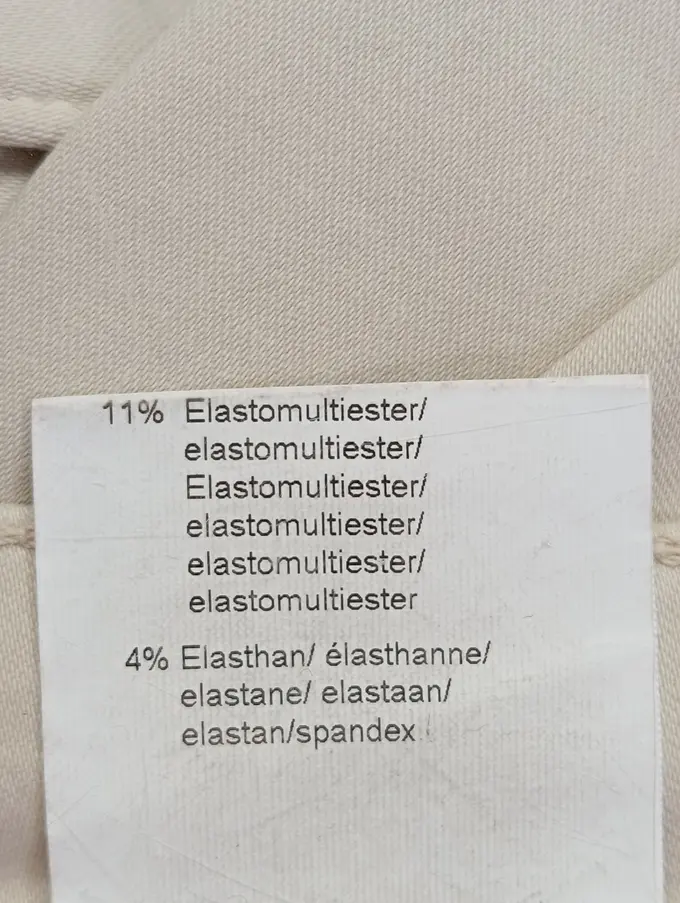 11% Elastomultiester/
elastomultiester/
Elastomultiester/
elastomultiester/
elastomultiester/
elastomultiester
4% Elasthan/ élasthanne/
elastane/ elastaan/
elastan/spandex